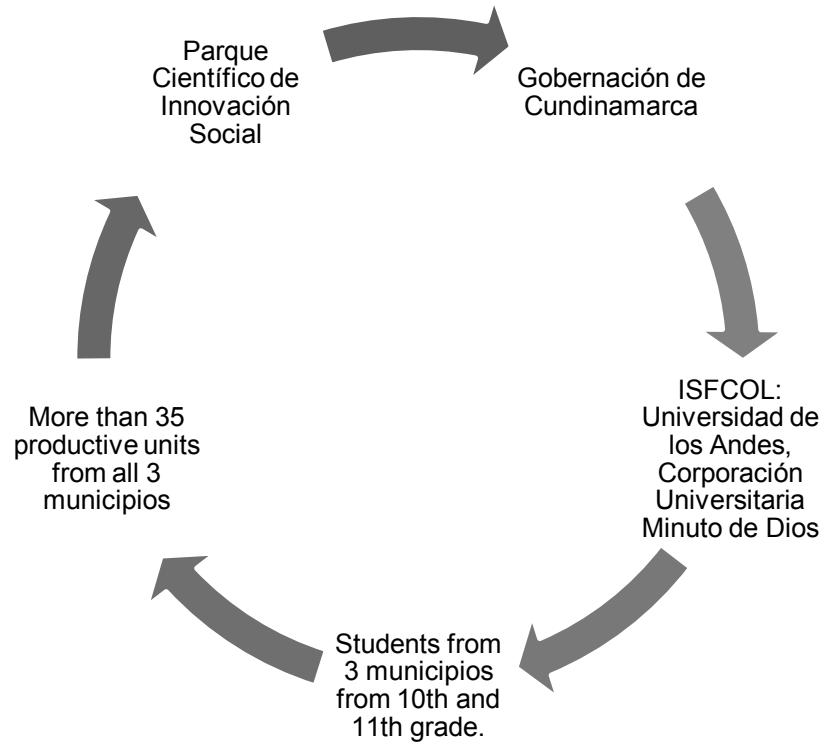 Parque
Científico de
Innovación
Social
Gobernación de
Cundinamarca
ISFCOL:
Universidad de
los Andes,
Corporación
Universitaria
Minuto de Dios
Students from
3 municipios
from 10th and
11th grade.
More than 35
productive units
from all 3
municipios